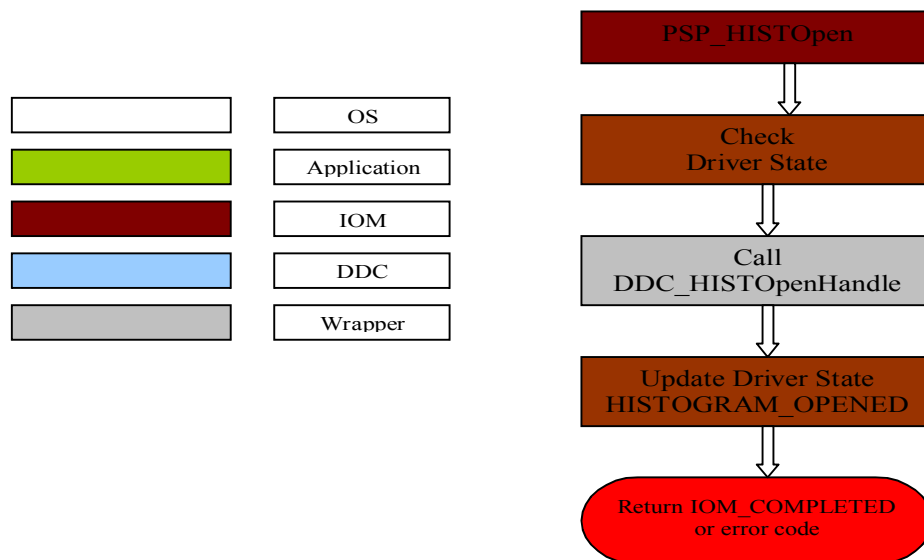 OS
Application
IOM
DDC
Wrapper
PSP_HISTOpen
Check
Driver State
Call
DDC_HISTOpenHandle
Update Driver State
HISTOGRAM_OPENED
Return IOM_COMPLETED
or error code